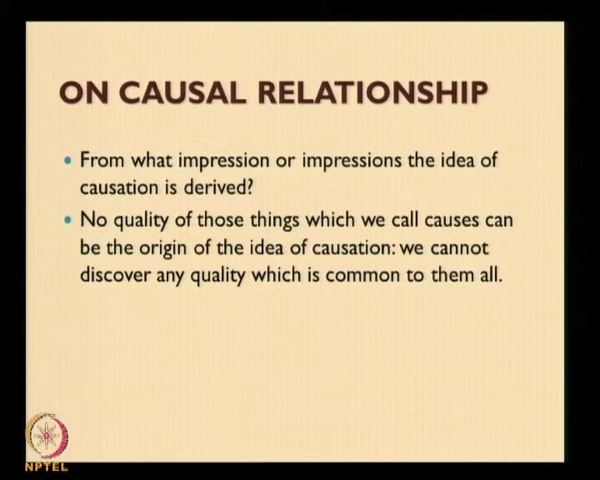 ON CAUSAL RELATIONSHIP
• From what impression or impressions the idea of
causation is derived?
• No quality of those things which we call causes can
be the origin of the idea of causation: we cannot
discover any quality which is common to them all.
NPTEL